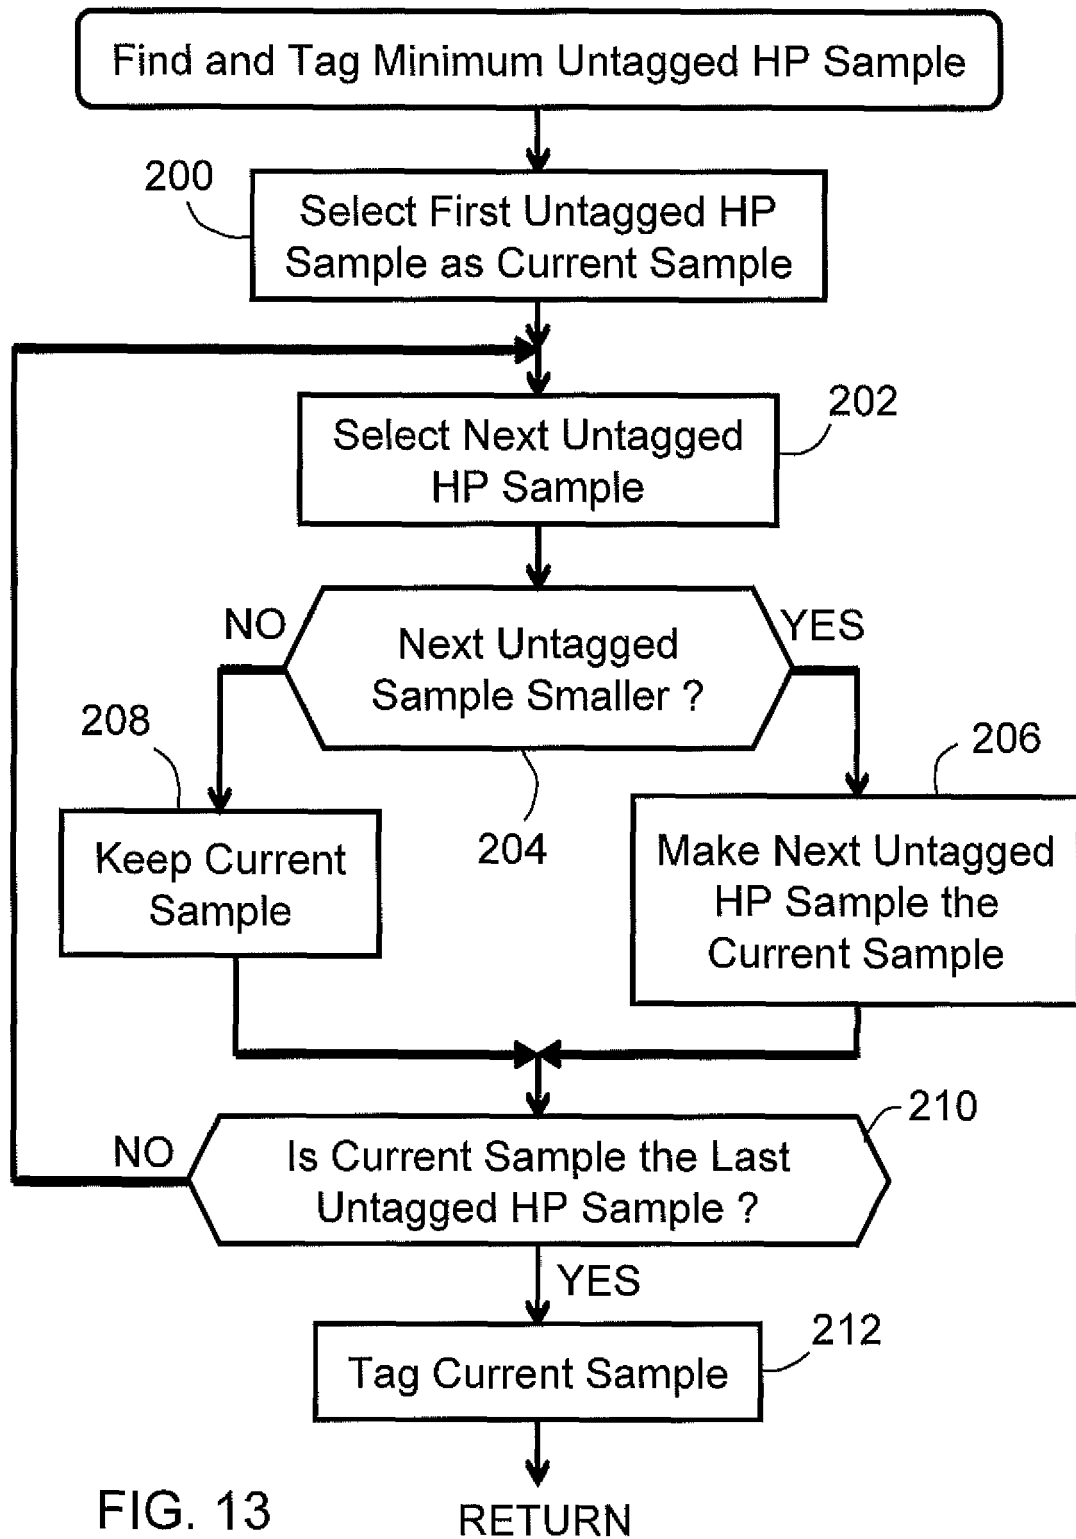 Find and Tag Minimum Untagged HP Sample
200
Select First Untagged HP
Sample as Current Sample
202
Select Next Untagged
HP Sample
NO
YES
Next Untagged
Sample Smaller ?
208
206
204
Keep Current
Sample
Make Next Untagged
HP Sample the
Current Sample
210
NO
Is Current Sample the Last
Untagged HP Sample ?
YES
212
Tag Current Sample
FIG. 13
RETURN